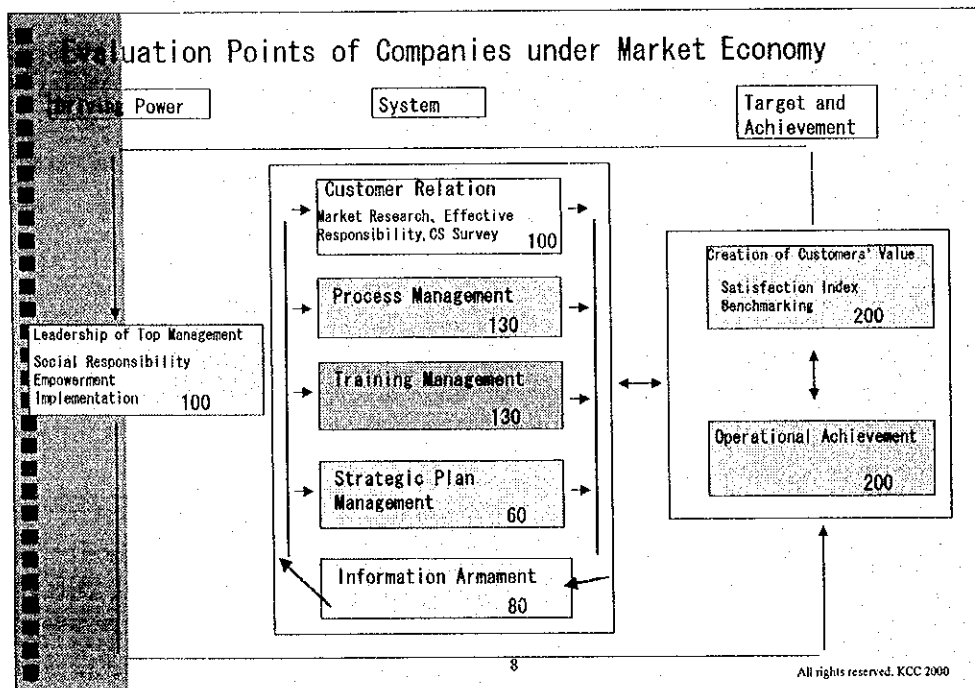 Evaluation Points of Companies under Market Economy
Driving Power
System
Target and
Achievement
Customer Relation
Market Research、Effective
Responsibility, CS Survey 100
Process Management
130
Training Management
130
Strategic Plan
Management 60
Information Armament
80
Leadership of Top Management
Social Responsibility
Empowerment
Implementation 100
Creation of Customers' Value
Satisfaction Index
Benchmarking 200
Operational Achievement
200
8
All rights reserved. KCC 2000